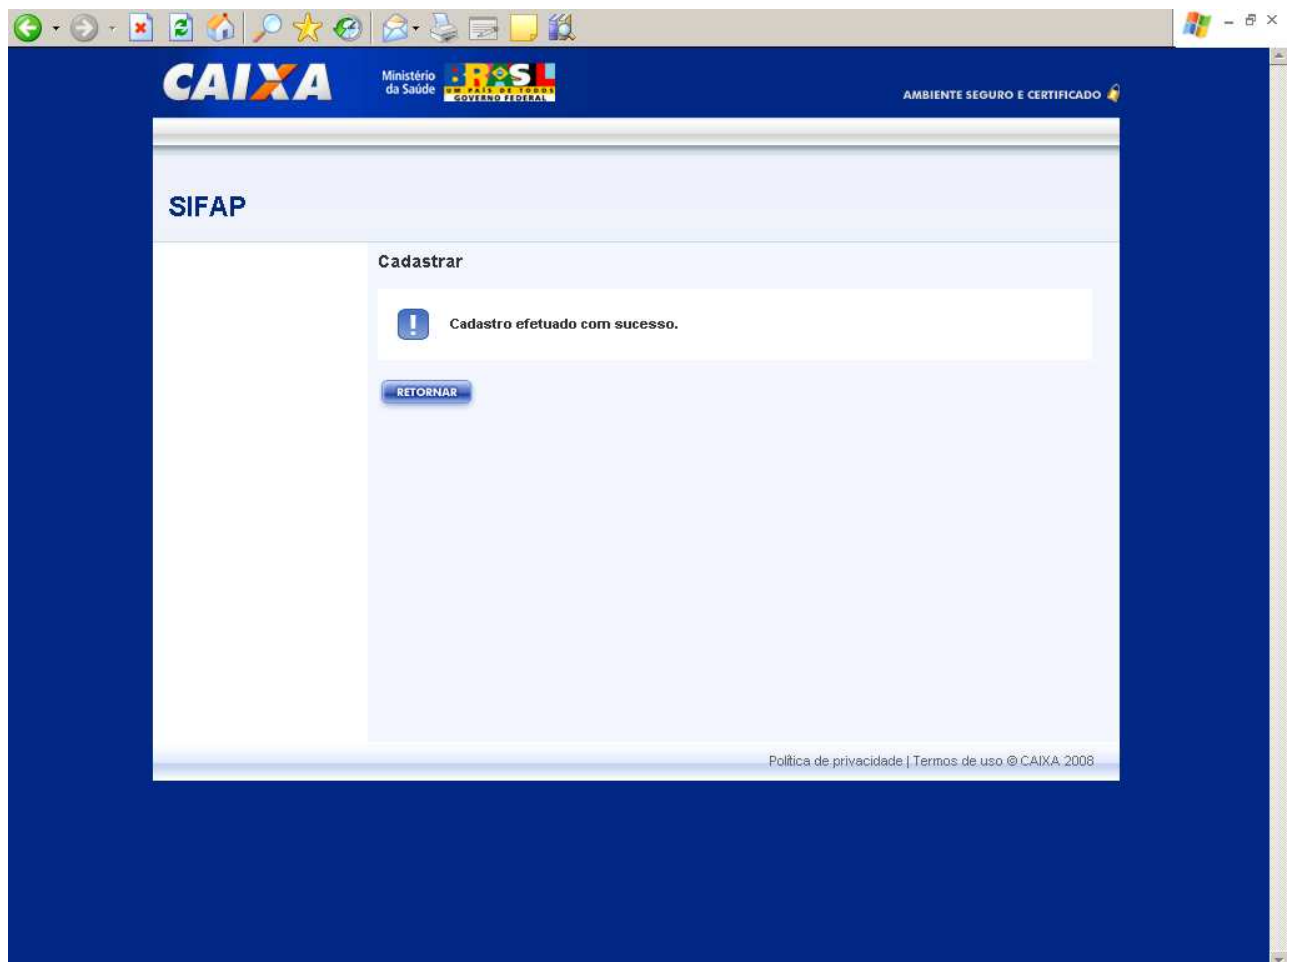 CAIXA
Ministério
da Saúde
BRASIL
UM PAÍS DE TODOS
GOVERNO FEDERAL
AMBIENTE SEGURO E CERTIFICADO
SIFAP
Cadastrar
Cadastro efetuado com sucesso.
RETORNAR
Política de privacidade | Termos de uso © CAIXA 2008